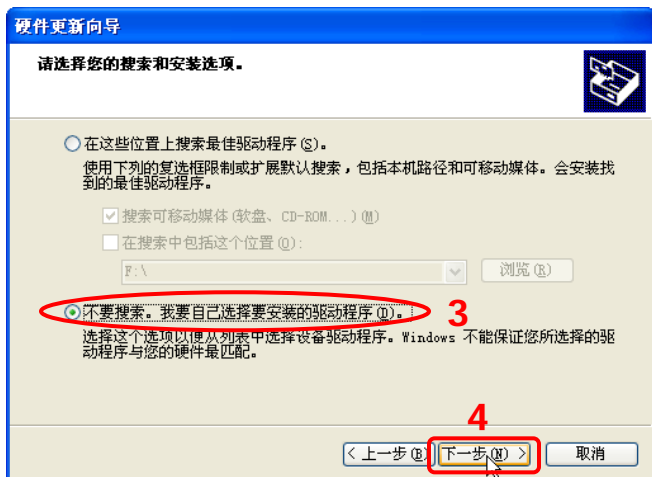 硬件更新向导
请选择您的搜索和安装选项。
在这些位置上搜索最佳驱动程序(S)。
使用下列的复选框限制或扩展默认搜索，包括本机路径和可移动媒体。会安装找
到的最佳驱动程序。
搜索可移动媒体(软盘、CD-ROM...)(M)
在搜索中包括这个位置(O):
F:\
浏览(R)
不要搜索。我要自己选择要安装的驱动程序(D)。
3
选择这个选项以便从列表中选择设备驱动程序。Windows 不能保证您所选择的驱
动程序与您的硬件最匹配。
4
< 上一步(B)
下一步(N) >
取消